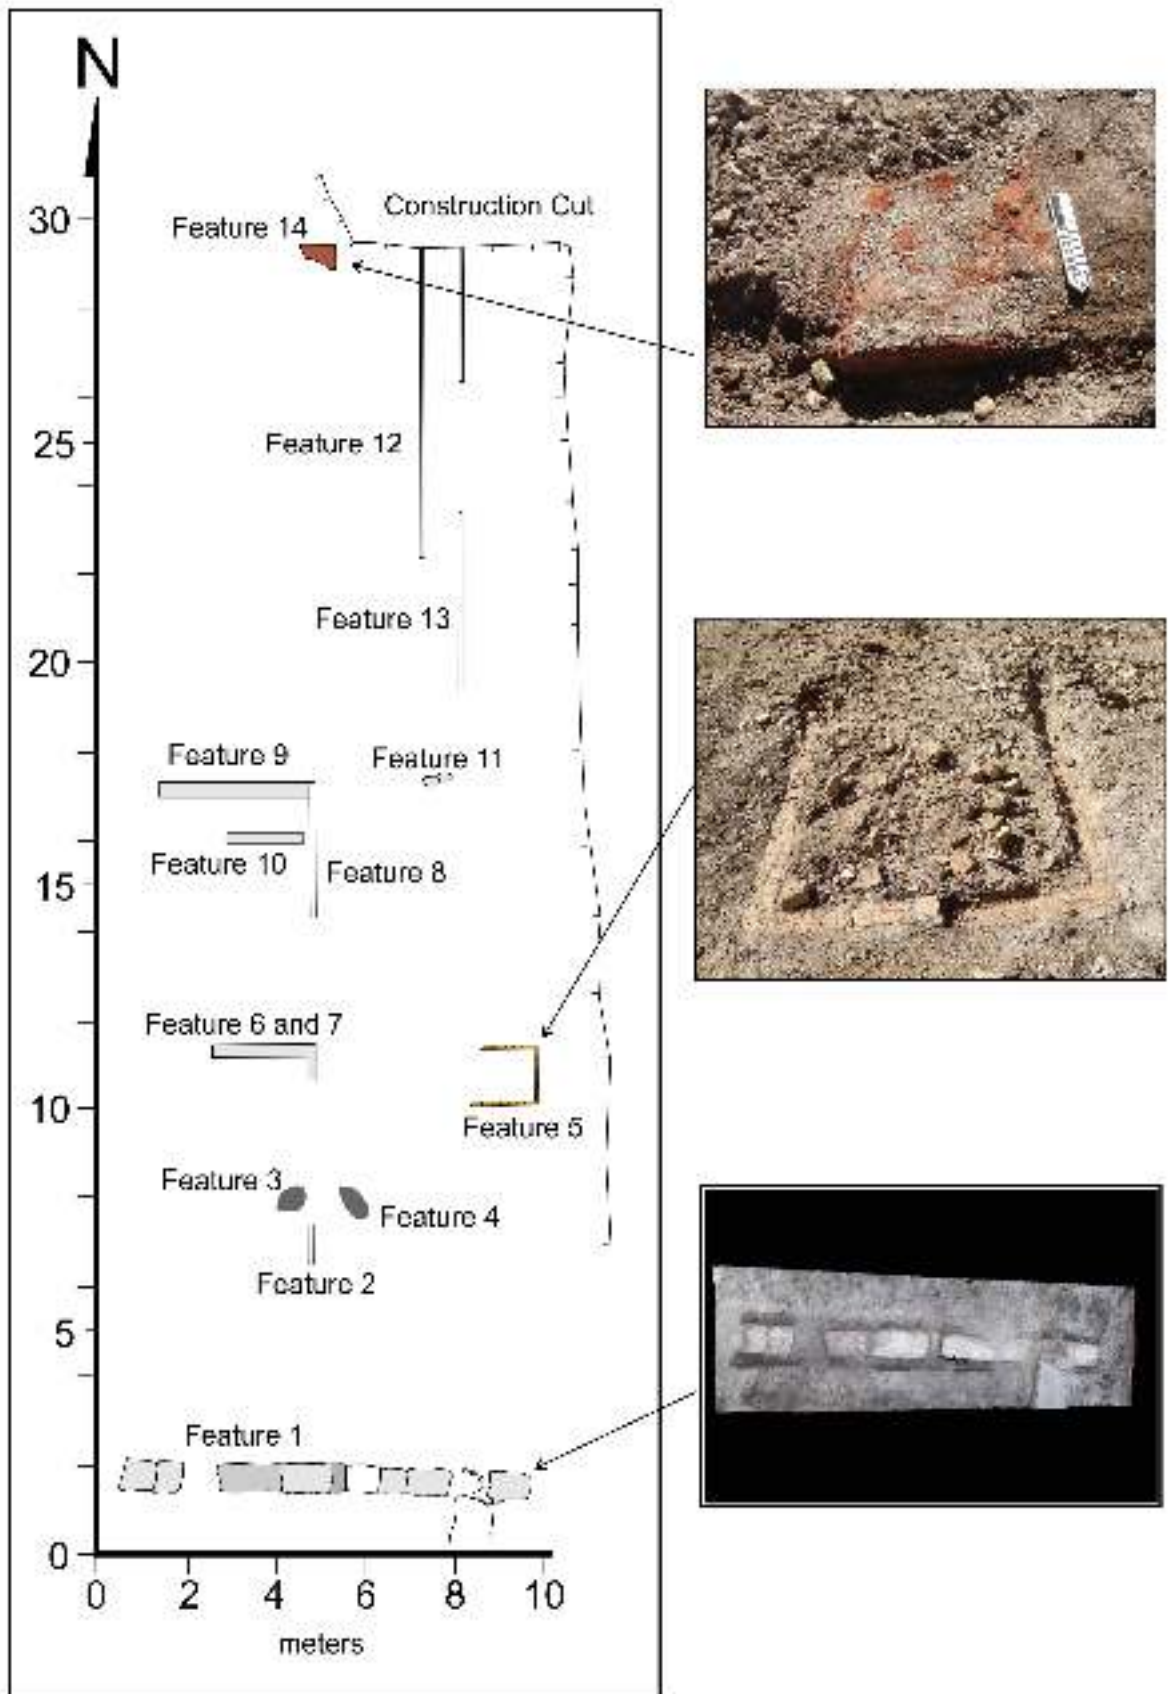 N
Construction Cut
30
Feature 14
25
Feature 12
Feature 13
20
Feature 9
Feature 11
Feature 10
Feature 8
15
Feature 6 and 7
10
Feature 5
Feature 3
Feature 4
Feature 2
5
Feature 1
0
0 2 4 6 8 10
meters